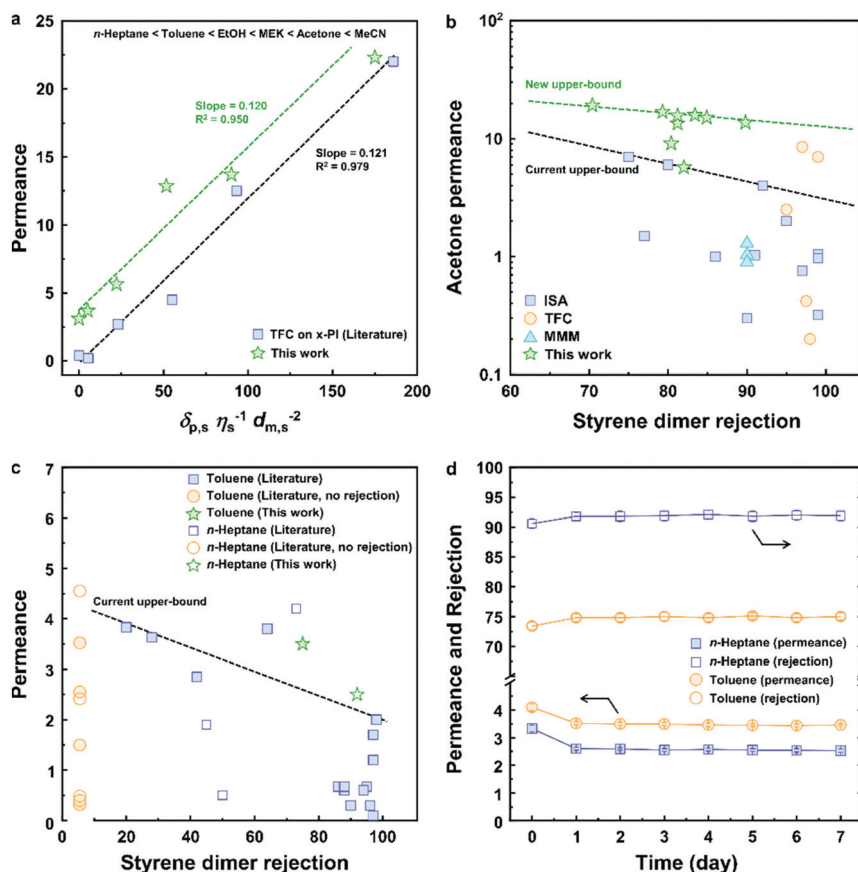 a
n-Heptane < Toluene < EtOH < MEK < Acetone < MeCN
25
20
15
10
5
0
Permeance
Slope = 0.120
R² = 0.950
Slope = 0.121
R² = 0.979
TFC on x-PI (Literature)
This work
0 50 100 150 200
δp,s ηs⁻¹ dm,s⁻²
b
10²
10
1
0.1
Acetone permeance
New upper-bound
Current upper-bound
ISA
TFC
MMM
This work
60 70 80 90 100
Styrene dimer rejection
c
7
6
5
4
3
2
1
0
Permeance
Toluene (Literature)
Toluene (Literature, no rejection)
Toluene (This work)
n-Heptane (Literature)
n-Heptane (Literature, no rejection)
n-Heptane (This work)
Current upper-bound
0 20 40 60 80 100
Styrene dimer rejection
d
100
95
90
85
80
75
70
4
3
2
1
0
Permeance and Rejection
n-Heptane (permeance)
n-Heptane (rejection)
Toluene (permeance)
Toluene (rejection)
0 1 2 3 4 5 6 7
Time (day)